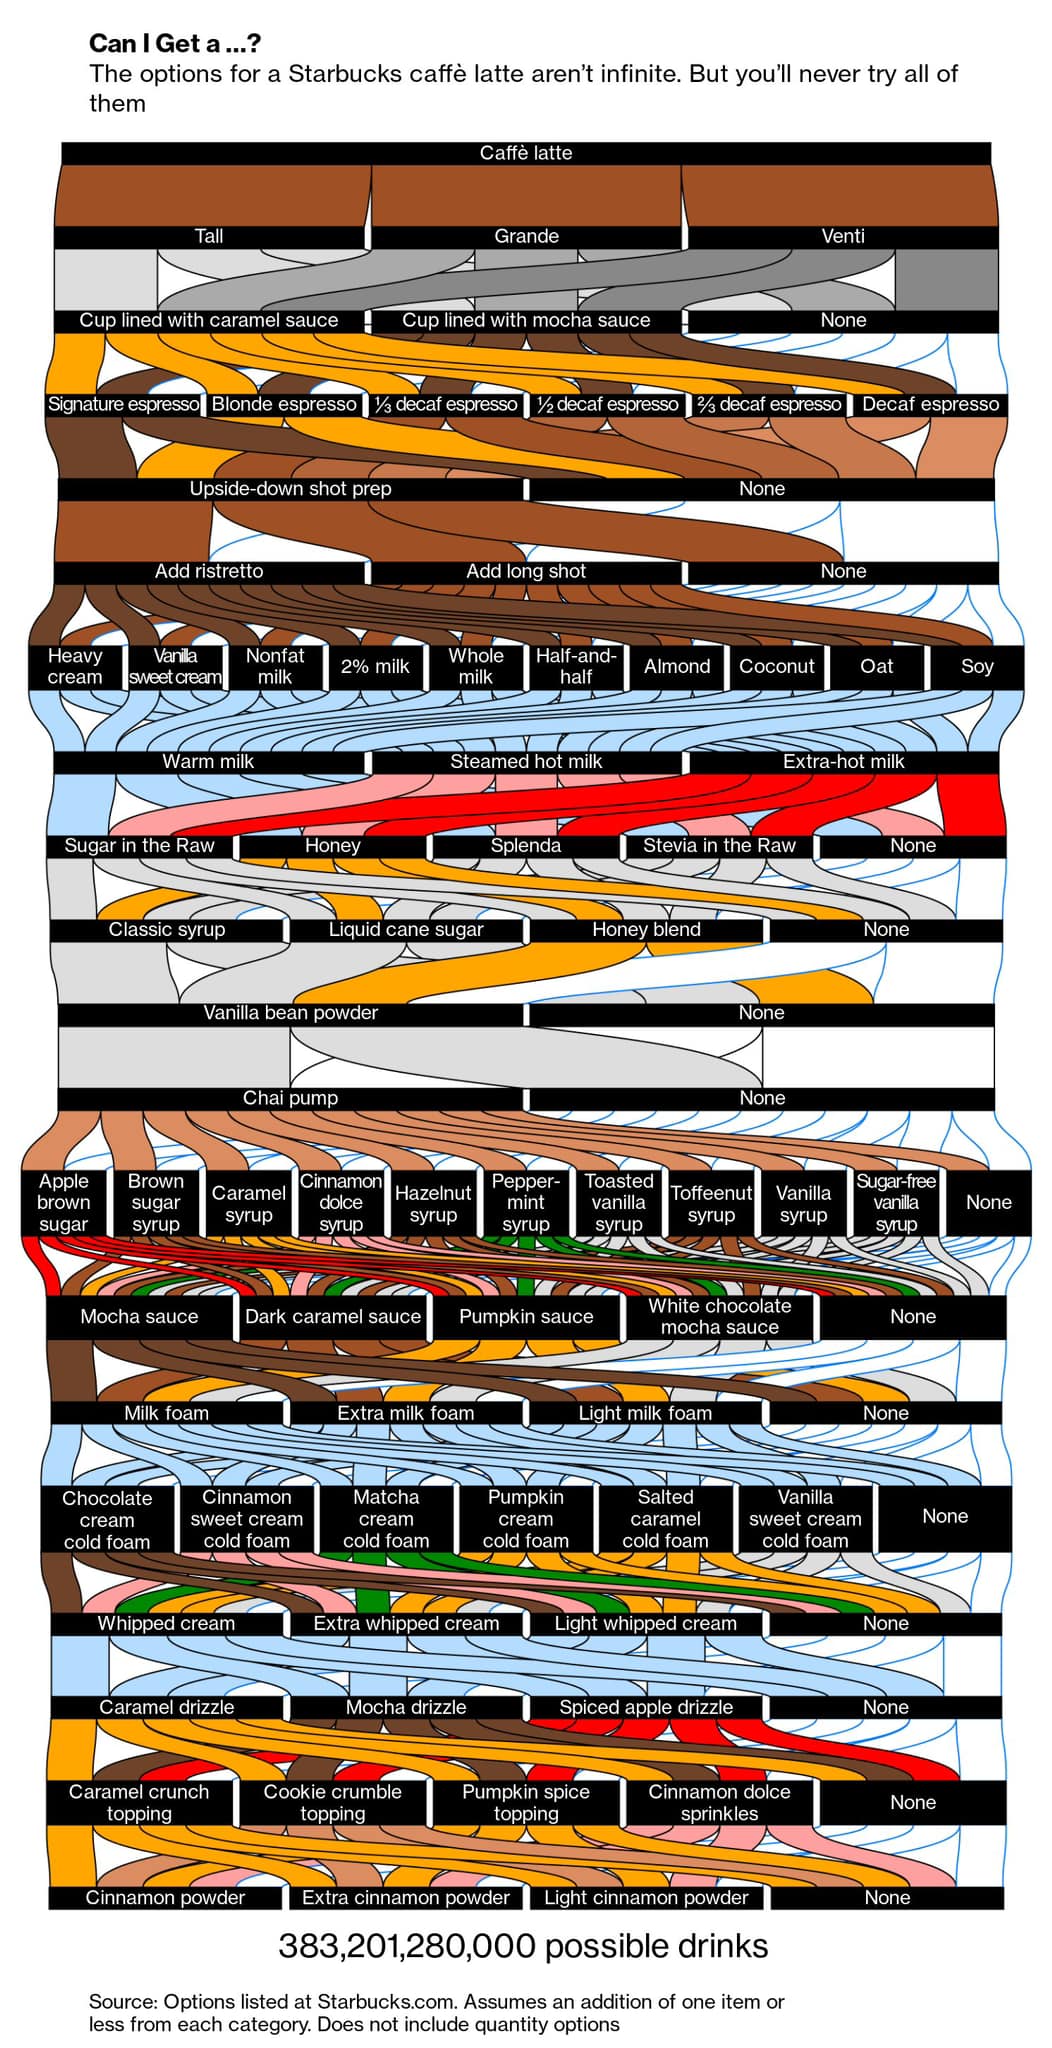 Can I Get a ...?
The options for a Starbucks caffè latte aren’t infinite. But you’ll never try all of
them
Caffè latte
Tall Grande Venti
Cup lined with caramel sauce Cup lined with mocha sauce None
Signature espresso Blonde espresso ⅓ decaf espresso ½ decaf espresso ⅔ decaf espresso Decaf espresso
Upside-down shot prep None
Add ristretto Add long shot None
Heavy
cream
Vanilla
sweet cream
Nonfat
milk
2% milk
Whole
milk
Half-and-
half
Almond
Coconut
Oat
Soy
Warm milk Steamed hot milk Extra-hot milk
Sugar in the Raw Honey Splenda Stevia in the Raw None
Classic syrup Liquid cane sugar Honey blend None
Vanilla bean powder None
Chai pump None
Apple
brown
sugar
Brown
sugar
syrup
Caramel
syrup
Cinnamon
dolce
syrup
Hazelnut
syrup
Pepper-
mint
syrup
Toasted
vanilla
syrup
Toffeenut
syrup
Vanilla
syrup
Sugar-free
vanilla
syrup
None
Mocha sauce
Dark caramel sauce
Pumpkin sauce
White chocolate
mocha sauce
None
Milk foam Extra milk foam Light milk foam None
Chocolate
cream
cold foam
Cinnamon
sweet cream
cold foam
Matcha
cream
cold foam
Pumpkin
cream
cold foam
Salted
caramel
cold foam
Vanilla
sweet cream
cold foam
None
Whipped cream Extra whipped cream Light whipped cream None
Caramel drizzle Mocha drizzle Spiced apple drizzle None
Caramel crunch
topping
Cookie crumble
topping
Pumpkin spice
topping
Cinnamon dolce
sprinkles
None
Cinnamon powder Extra cinnamon powder Light cinnamon powder None
383,201,280,000 possible drinks
Source: Options listed at Starbucks.com. Assumes an addition of one item or
less from each category. Does not include quantity options